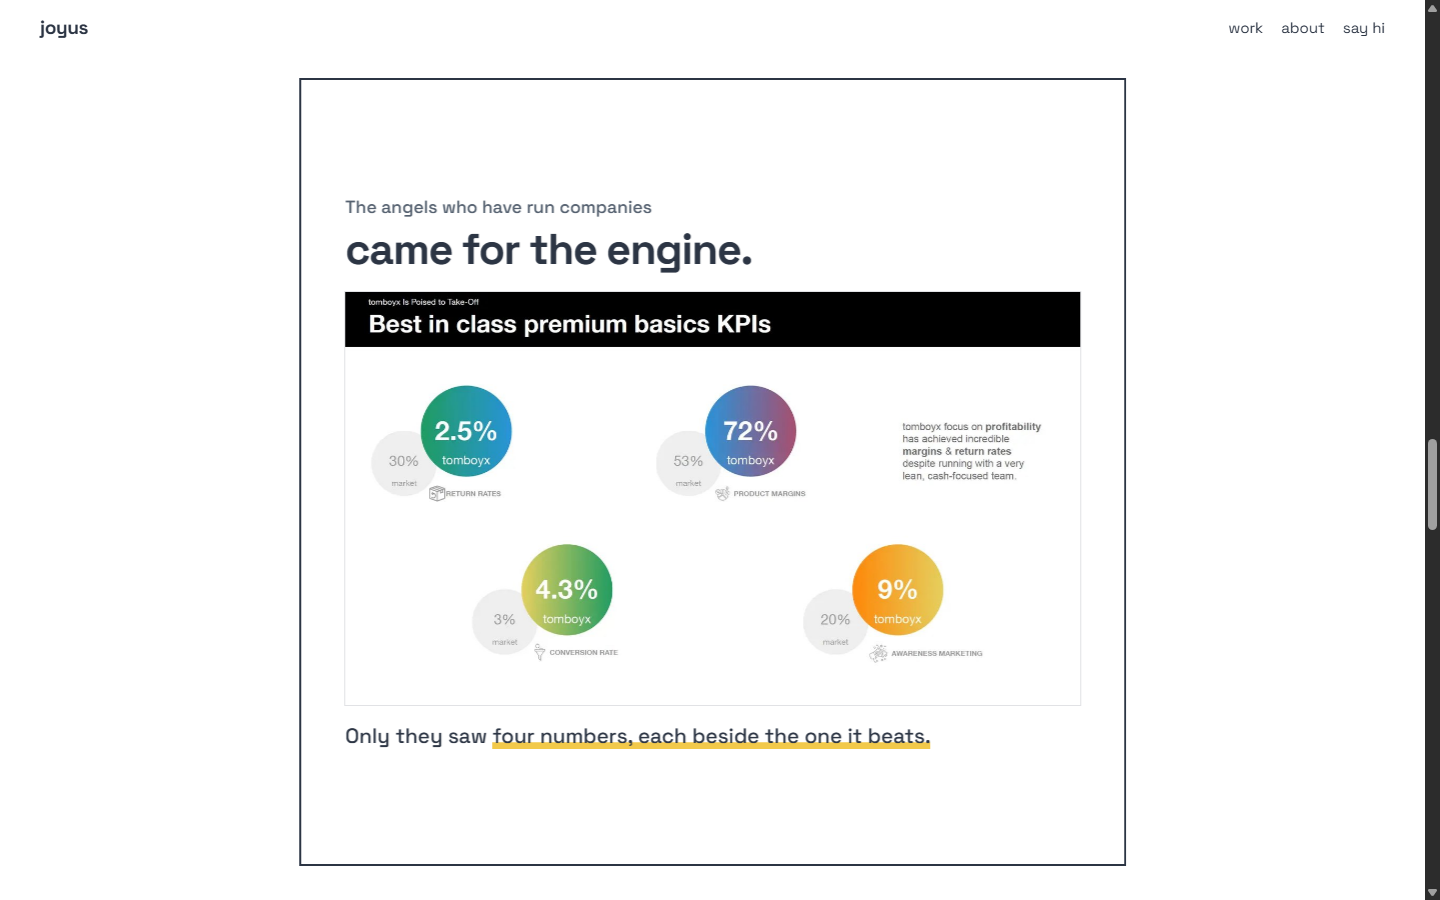 joyus
work about say hi
The angels who have run companies
came for the engine.
tomboyx Is Poised to Take-Off
Best in class premium basics KPIs
2.5%
tomboyx
30%
market
RETURN RATES
72%
tomboyx
53%
market
PRODUCT MARGINS
tomboyx focus on profitability
has achieved incredible
margins & return rates
despite running with a very
lean, cash-focused team.
4.3%
tomboyx
3%
market
CONVERSION RATE
9%
tomboyx
20%
market
AWARENESS MARKETING
Only they saw four numbers, each beside the one it beats.